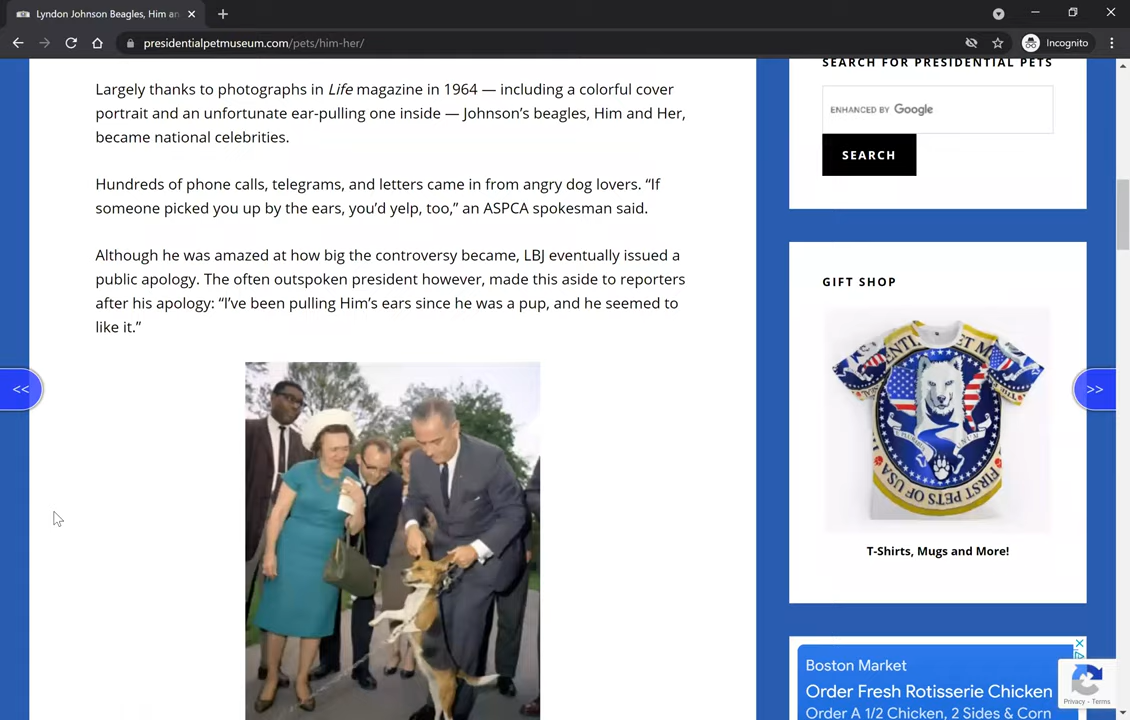 Lyndon Johnson Beagles, Him an
presidentialpetmuseum.com/pets/him-her/
Incognito
Largely thanks to photographs in Life magazine in 1964 — including a colorful cover
portrait and an unfortunate ear-pulling one inside — Johnson’s beagles, Him and Her,
became national celebrities.
Hundreds of phone calls, telegrams, and letters came in from angry dog lovers. “If
someone picked you up by the ears, you’d yelp, too,” an ASPCA spokesman said.
Although he was amazed at how big the controversy became, LBJ eventually issued a
public apology. The often outspoken president however, made this aside to reporters
after his apology: “I’ve been pulling Him’s ears since he was a pup, and he seemed to
like it.”
<<
>>
SEARCH FOR PRESIDENTIAL PETS
ENHANCED BY Google
SEARCH
GIFT SHOP
FIRST PETS OF USA
T-Shirts, Mugs and More!
Boston Market
Order Fresh Rotisserie Chicken
Order A 1/2 Chicken, 2 Sides & Corn
Privacy - Terms